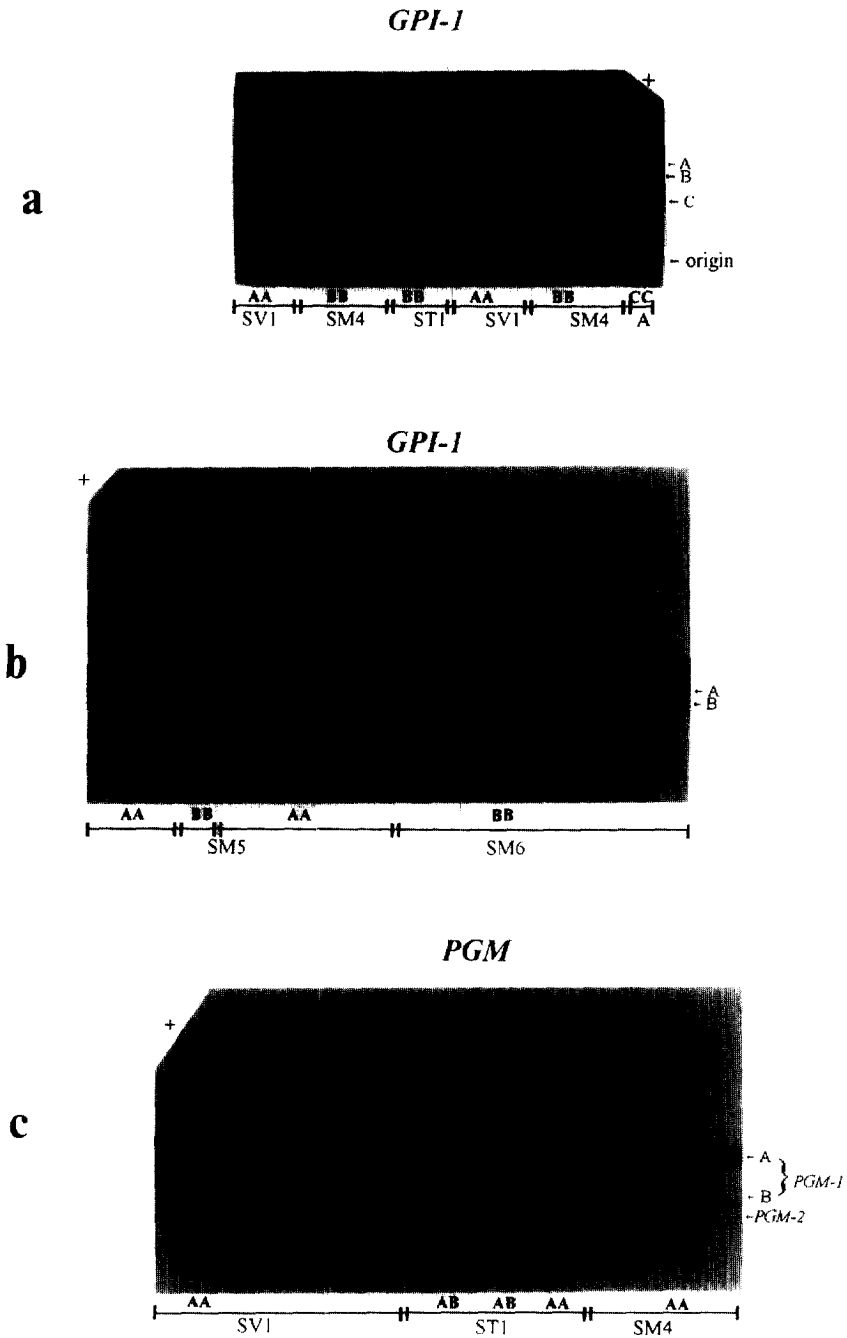 GPI-1
+
A
B
C
origin
a
AA BB BB AA BB CC
SV1 SM4 ST1 SV1 SM4 A
GPI-1
+
b
A
B
AA BB AA BB
SM5 SM6
PGM
+
c
A
B
PGM-1
PGM-2
AA AB AB AA AA
SV1 ST1 SM4